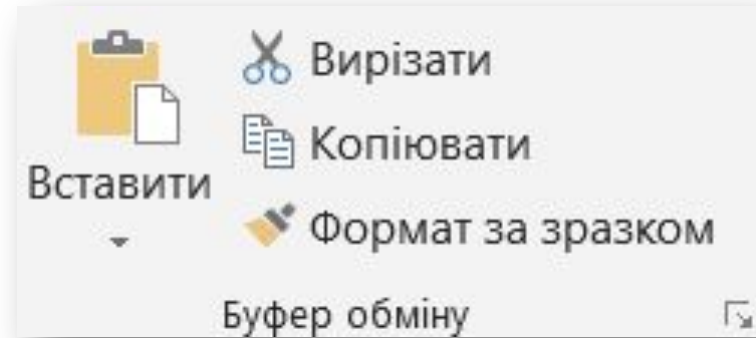 Вставити
Вирізати
Копіювати
Формат за зразком
Буфер обміну